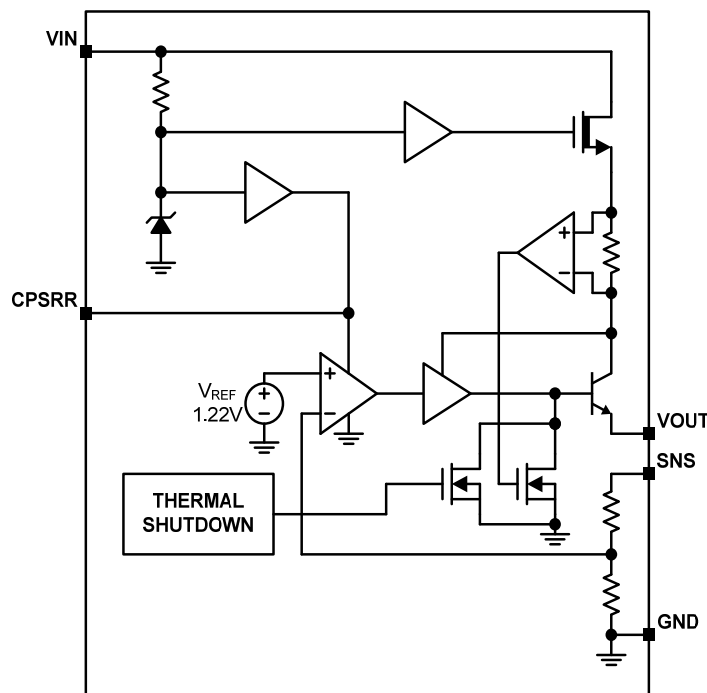 VIN
CPSRR
+
−
VREF
1.22V
+
−
+
−
VOUT
SNS
THERMAL
SHUTDOWN
GND